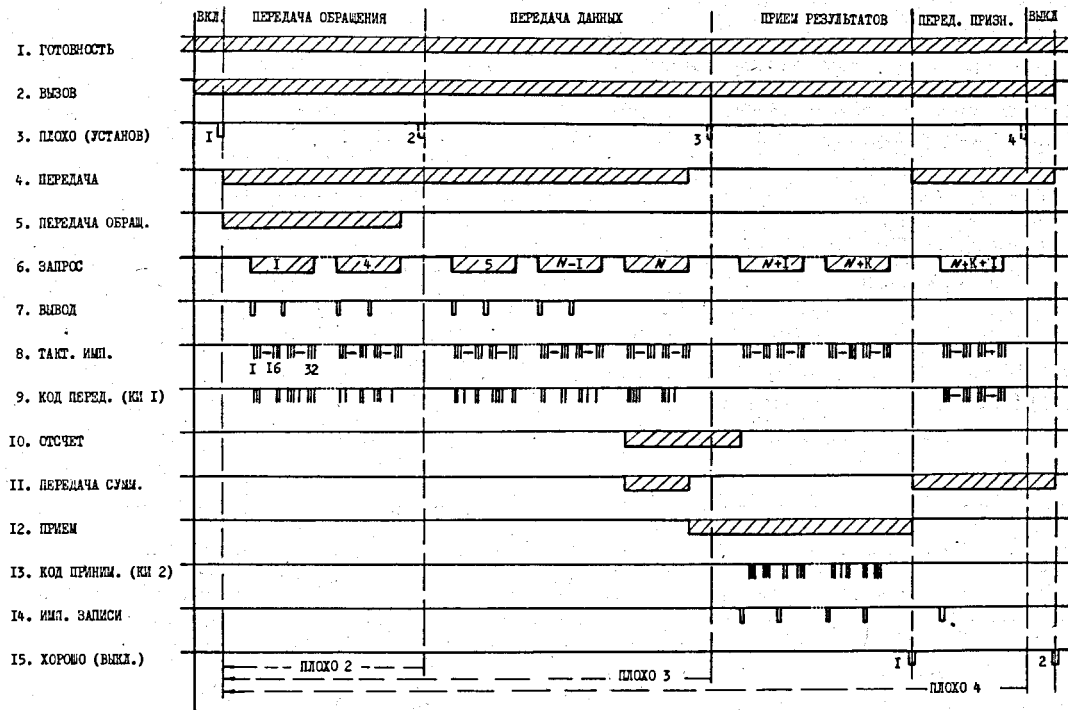 ВКЛ. ПЕРЕДАЧА ОБРАЩЕНИЯ ПЕРЕДАЧА ДАННЫХ ПРИЕМ РЕЗУЛЬТАТОВ ПЕРЕД. ПРИЗН. ВЫКЛ
I. ГОТОВНОСТЬ
2. ВЫЗОВ
3. ПЛОХО (УСТАНОВ) I 2 3 4
4. ПЕРЕДАЧА
5. ПЕРЕДАЧА ОБРАЩ.
6. ЗАПРОС I 4 5 N-I N N+I N+K N+K+I
7. ВЫВОД
8. ТАКТ. ИМП.
I I6 32
9. КОД ПЕРЕД. (КИ I)
I0. ОТСЧЕТ
II. ПЕРЕДАЧА СУММ.
I2. ПРИЕМ
I3. КОД ПРИНИМ. (КИ 2)
I4. ИМП. ЗАПИСИ
I5. ХОРОШО (ВЫКЛ.) I 2
ПЛОХО 2
ПЛОХО 3
ПЛОХО 4